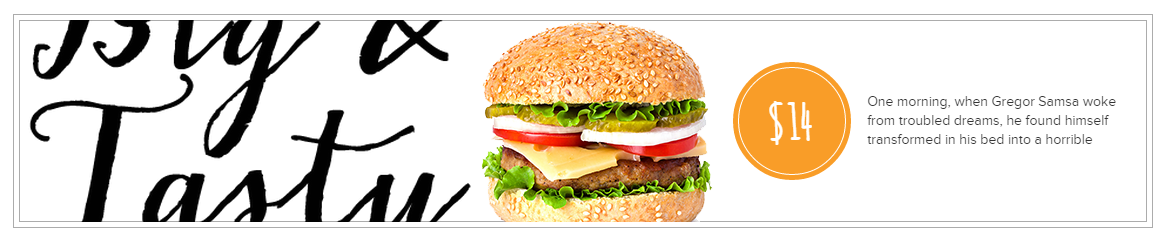 Big &
Tasty
$14
One morning, when Gregor Samsa woke
from troubled dreams, he found himself
transformed in his bed into a horrible